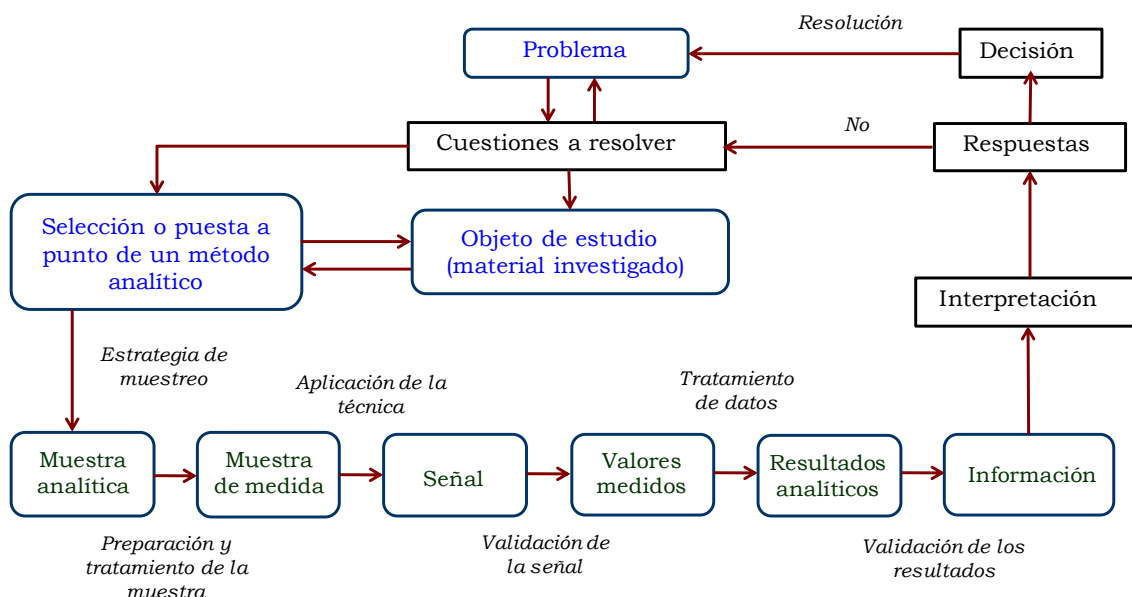 Resolución
Problema
Decisión
No
Cuestiones a resolver
Respuestas
Selección o puesta a
punto de un método
analítico
Objeto de estudio
(material investigado)
Interpretación
Estrategia de
muestreo
Aplicación de la
técnica
Tratamiento
de datos
Muestra
analítica
Muestra
de medida
Señal
Valores
medidos
Resultados
analíticos
Información
Preparación y
tratamiento de la
muestra
Validación de
la señal
Validación de los
resultados